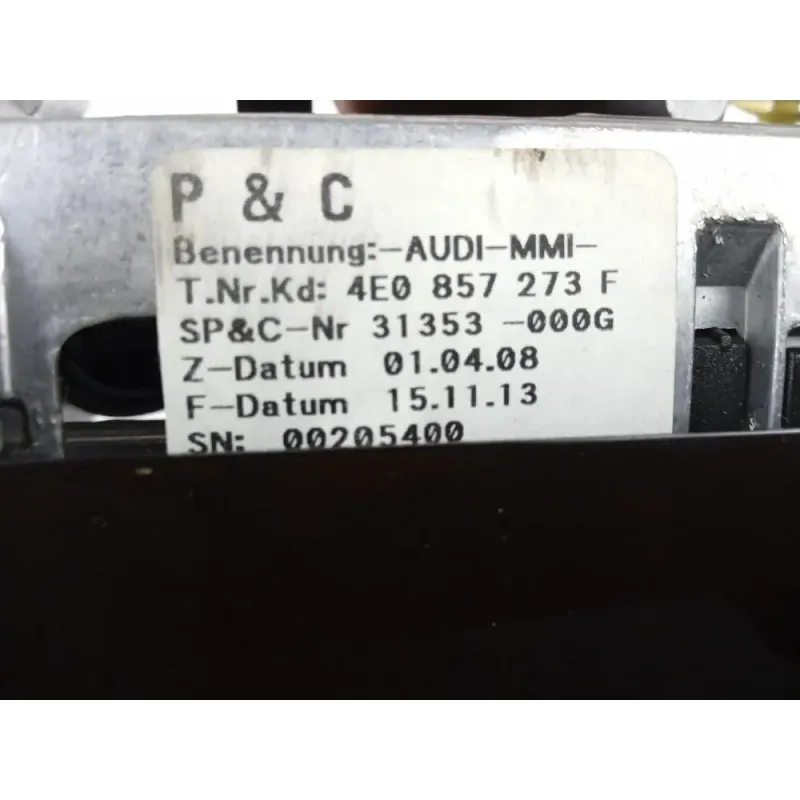 P & C
Benennung:-AUDI-MMI-
T.Nr.Kd: 4E0 857 273 F
SP&C-Nr 31353 -000G
Z-Datum 01.04.08
F-Datum 15.11.13
SN: 00205400